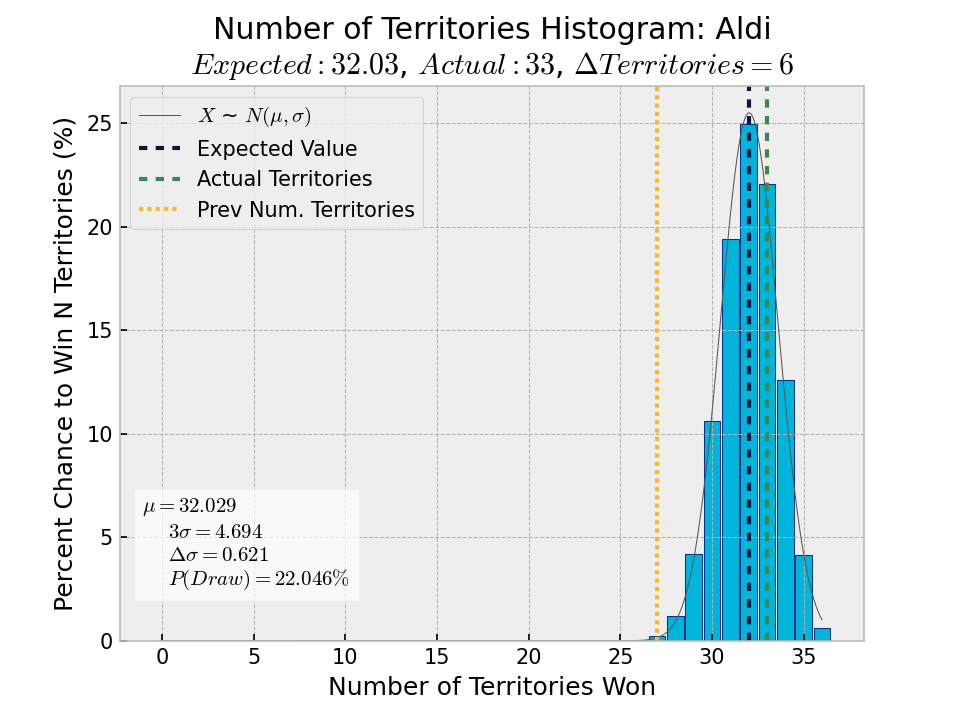 Number of Territories Histogram: Aldi
Expected : 32.03, Actual : 33, ΔTerritories = 6
X ~ N(μ, σ)
Expected Value
Actual Territories
Prev Num. Territories
Percent Chance to Win N Territories (%)
25
20
15
10
5
0
μ = 32.029
3σ = 4.694
Δσ = 0.621
P(Draw) = 22.046%
0 5 10 15 20 25 30 35
Number of Territories Won